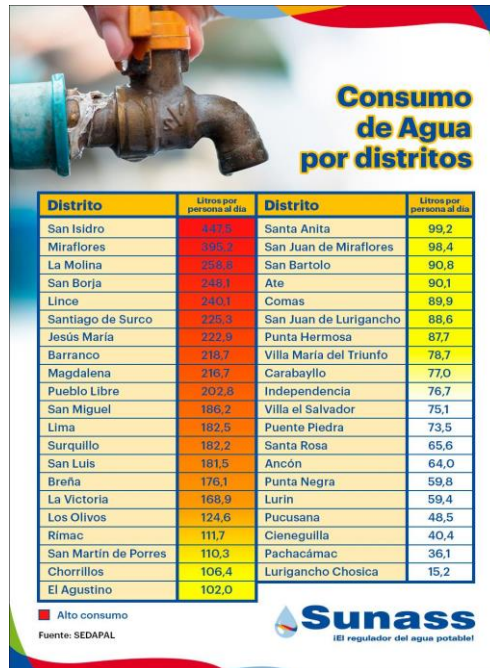 Consumo
de Agua
por distritos
Distrito Litros por persona al día Distrito Litros por persona al día
San Isidro 447,5 Santa Anita 99,2
Miraflores 395,2 San Juan de Miraflores 98,4
La Molina 258,8 San Bartolo 90,8
San Borja 248,1 Ate 90,1
Lince 240,1 Comas 89,9
Santiago de Surco 225,3 San Juan de Lurigancho 88,6
Jesús María 222,9 Punta Hermosa 87,7
Barranco 218,7 Villa María del Triunfo 78,7
Magdalena 216,7 Carabayllo 77,0
Pueblo Libre 202,8 Independencia 76,7
San Miguel 186,2 Villa el Salvador 75,1
Lima 182,5 Puente Piedra 73,5
Surquillo 182,2 Santa Rosa 65,6
San Luis 181,5 Ancón 64,0
Breña 176,1 Punta Negra 59,8
La Victoria 168,9 Lurin 59,4
Los Olivos 124,6 Pucusana 48,5
Rímac 111,7 Cieneguilla 40,4
San Martín de Porres 110,3 Pachacámac 36,1
Chorrillos 106,4 Lurigancho Chosica 15,2
El Agustino 102,0
Alto consumo
Fuente: SEDAPAL
Sunass
¡El regulador del agua potable!